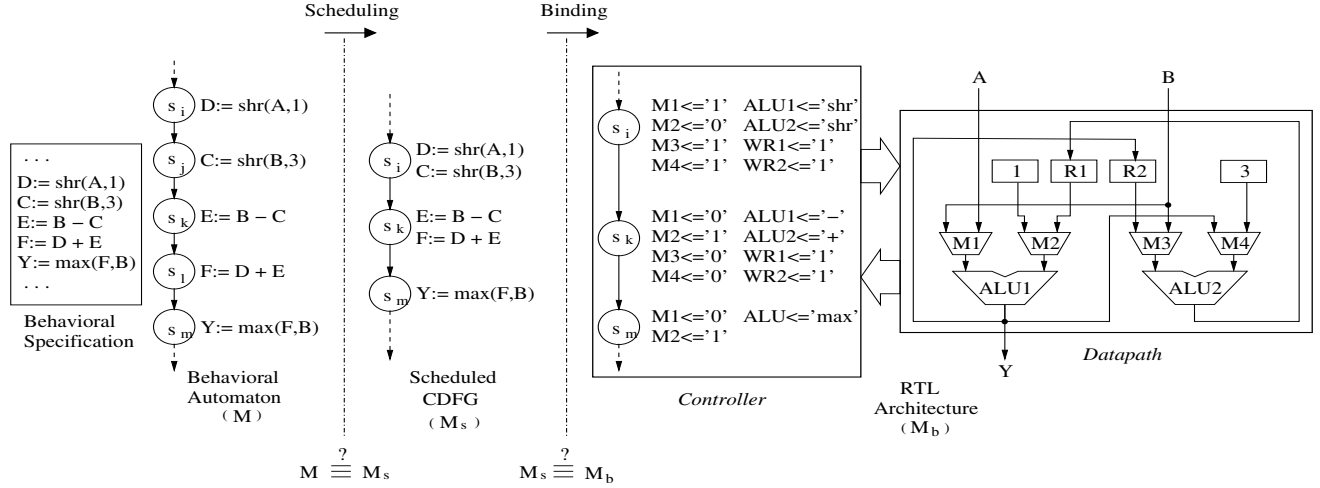 Scheduling
Binding
. . .
D:= shr(A,1)
C:= shr(B,3)
E:= B − C
F:= D + E
Y:= max(F,B)
. . .
Behavioral
Specification
s i D:= shr(A,1)
s j C:= shr(B,3)
s k E:= B − C
s l F:= D + E
s m Y:= max(F,B)
Behavioral
Automaton
( M )
s i D:= shr(A,1)
C:= shr(B,3)
s k E:= B − C
F:= D + E
s m Y:= max(F,B)
Scheduled
CDFG
( M s )
s i
M1<='1' ALU1<='shr'
M2<='0' ALU2<='shr'
M3<='1' WR1<='1'
M4<='1' WR2<='1'
s k
M1<='0' ALU1<='−'
M2<='1' ALU2<='+'
M3<='0' WR1<='1'
M4<='0' WR2<='1'
s m
M1<='0' ALU<='max'
M2<='1'
Controller
A B
1 R1 R2 3
M1 M2 M3 M4
ALU1 ALU2
Y
Datapath
RTL
Architecture
( M b )
?
M ≡ M s
?
M s ≡ M b